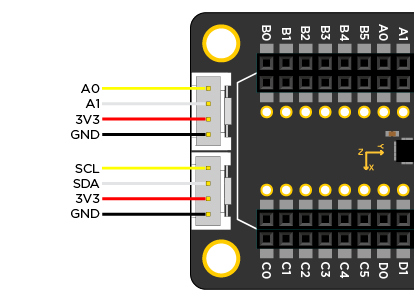 B0 B1 B2 B3 B4 B5 A0 A1
A0
A1
3V3
GND
Z Y
X
SCL
SDA
3V3
GND
C0 C1 C2 C3 C4 C5 D0 D1